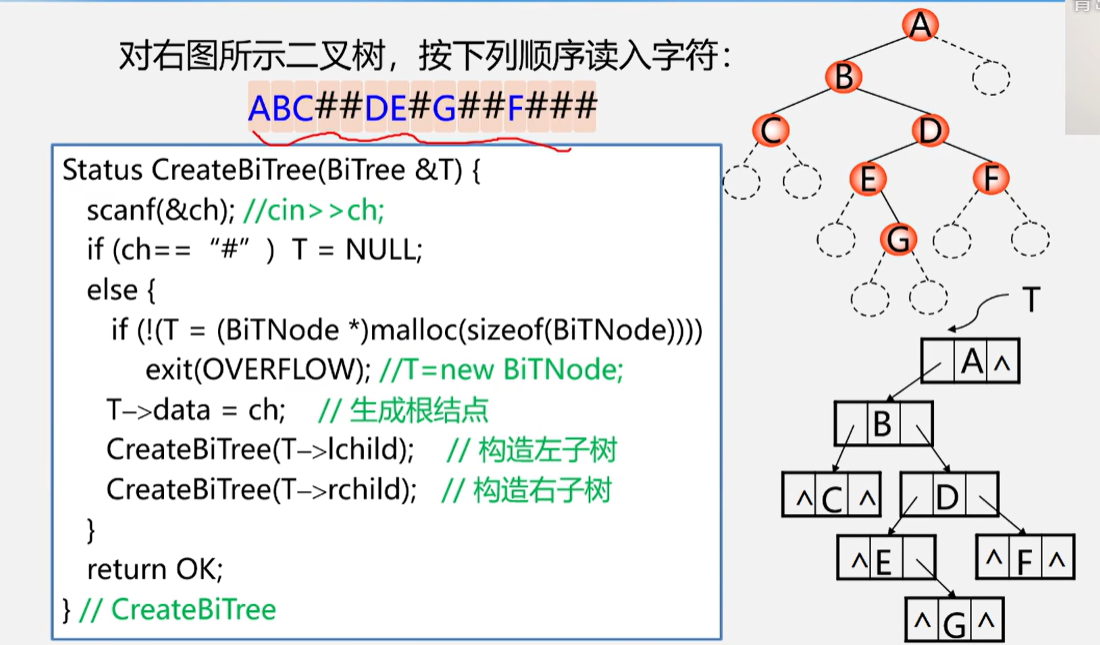 对右图所示二叉树，按下列顺序读入字符：
ABC##DE#G##F###
Status CreateBiTree(BiTree &T) {
scanf(&ch); //cin>>ch;
if (ch== “#” ) T = NULL;
else {
if (!(T = (BiTNode *)malloc(sizeof(BiTNode))))
exit(OVERFLOW); //T=new BiTNode;
T–>data = ch; // 生成根结点
CreateBiTree(T–>lchild); // 构造左子树
CreateBiTree(T–>rchild); // 构造右子树
}
return OK;
} // CreateBiTree
A
B
C D
E F
G
T
A ∧
B
∧ C ∧ D
∧ E ∧ F ∧
∧ G ∧